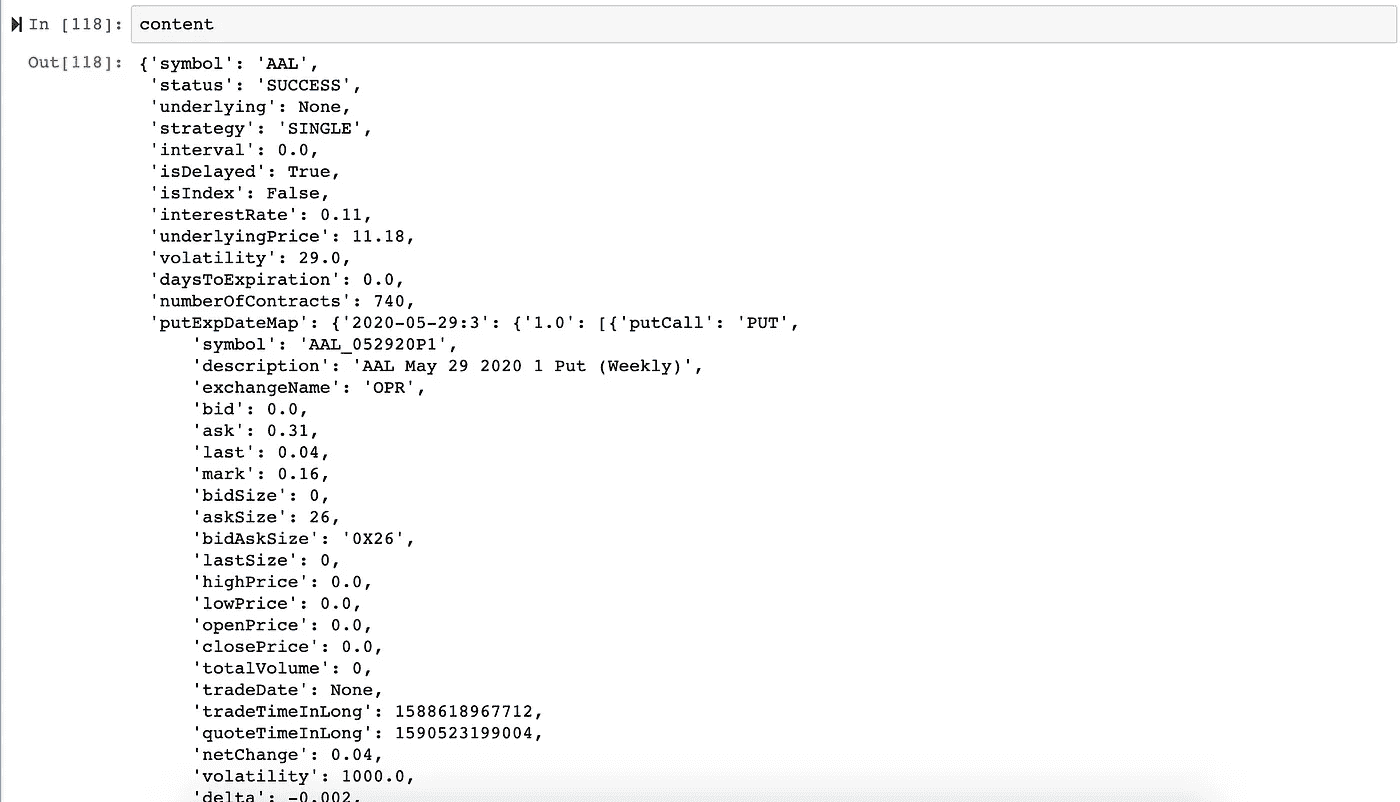 In [118]: content
Out[118]: {'symbol': 'AAL',
'status': 'SUCCESS',
'underlying': None,
'strategy': 'SINGLE',
'interval': 0.0,
'isDelayed': True,
'isIndex': False,
'interestRate': 0.11,
'underlyingPrice': 11.18,
'volatility': 29.0,
'daysToExpiration': 0.0,
'numberOfContracts': 740,
'putExpDateMap': {'2020-05-29:3': {'1.0': [{'putCall': 'PUT',
'symbol': 'AAL_052920P1',
'description': 'AAL May 29 2020 1 Put (Weekly)',
'exchangeName': 'OPR',
'bid': 0.0,
'ask': 0.31,
'last': 0.04,
'mark': 0.16,
'bidSize': 0,
'askSize': 26,
'bidAskSize': '0X26',
'lastSize': 0,
'highPrice': 0.0,
'lowPrice': 0.0,
'openPrice': 0.0,
'closePrice': 0.0,
'totalVolume': 0,
'tradeDate': None,
'tradeTimeInLong': 1588618967712,
'quoteTimeInLong': 1590523199004,
'netChange': 0.04,
'volatility': 1000.0,
'delta': -0.002,